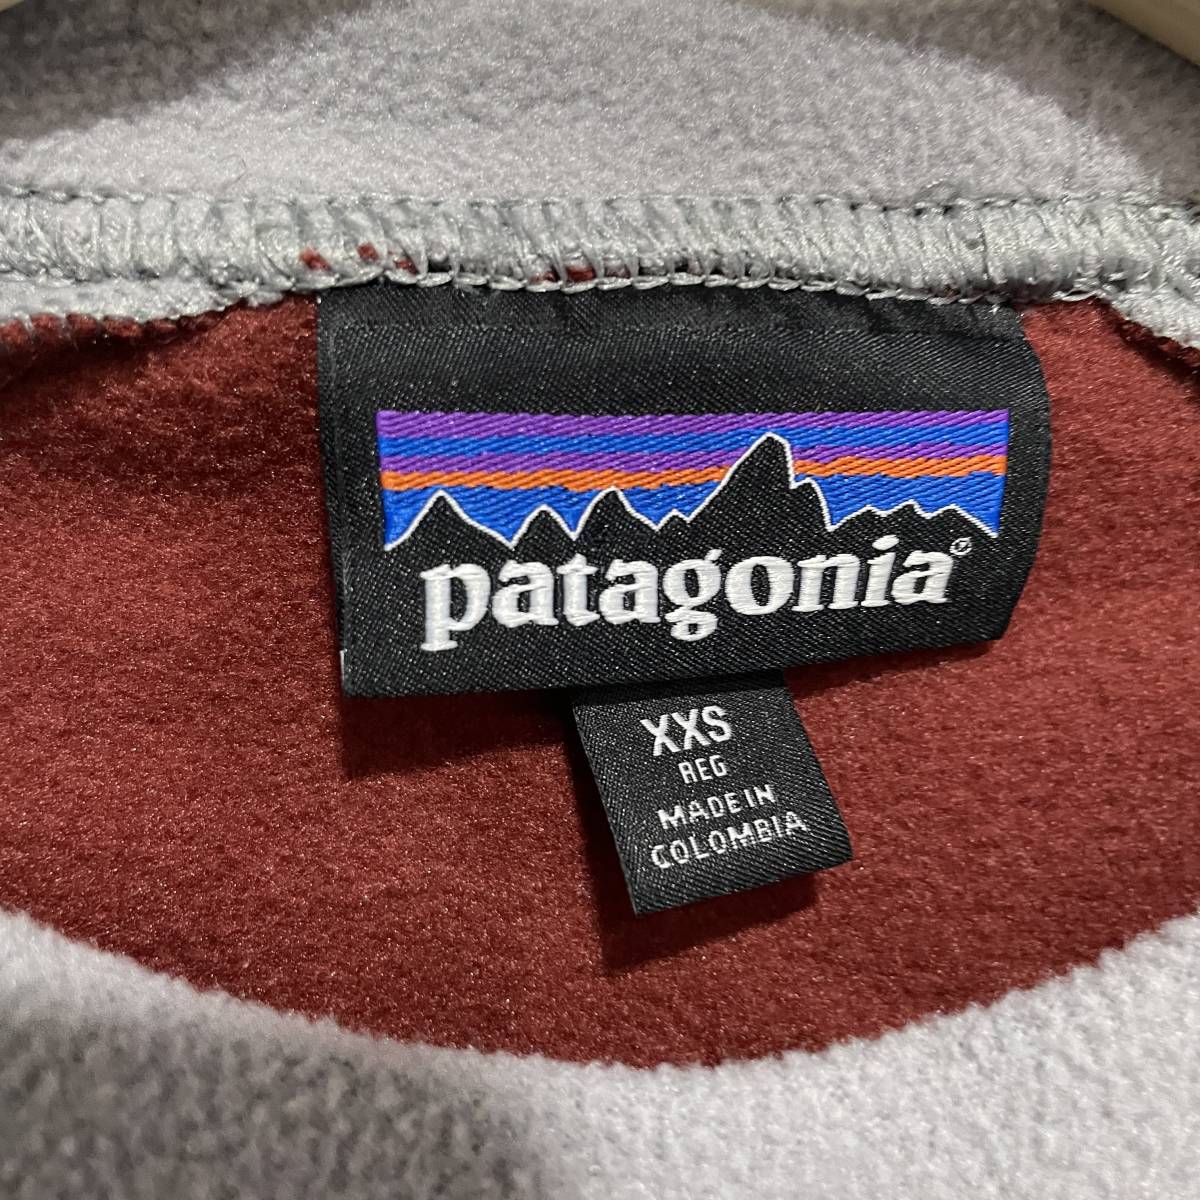 patagonia®
XXS
REG
MADE IN
COLOMBIA